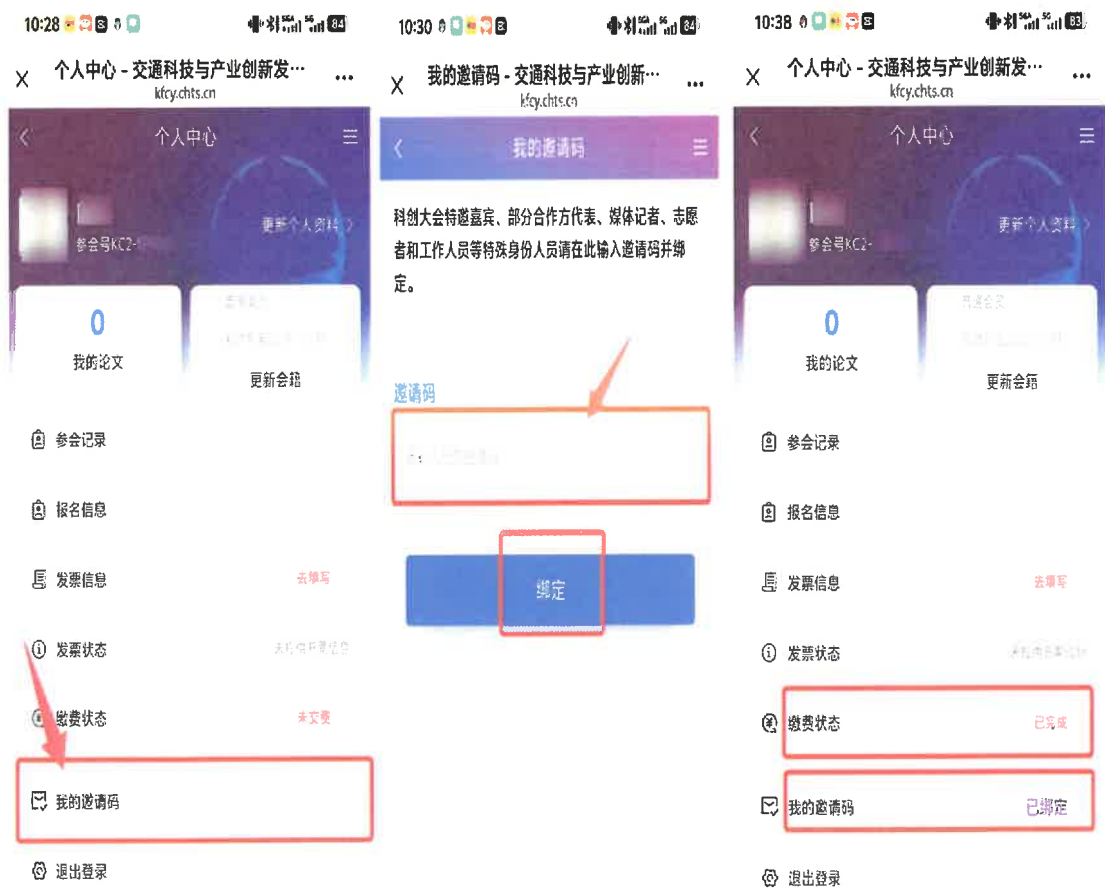 10:28
84
个人中心 - 交通科技与产业创新发…
kfcy.chts.cn
个人中心
更新个人资料
参会号KC2-
0
我的论文
更新会籍
参会记录
报名信息
发票信息
去填写
发票状态
缴费状态
未交费
我的邀请码
退出登录
10:30
84
我的邀请码 - 交通科技与产业创新…
kfcy.chts.cn
我的邀请码
科创大会特邀嘉宾、部分合作方代表、媒体记者、志愿
者和工作人员等特殊身份人员请在此输入邀请码并绑
定。
邀请码
绑定
10:38
83
个人中心 - 交通科技与产业创新发…
kfcy.chts.cn
个人中心
更新个人资料
参会号KC2-
0
我的论文
普通会员
更新会籍
参会记录
报名信息
发票信息
去填写
发票状态
缴费状态
已完成
我的邀请码
已绑定
退出登录